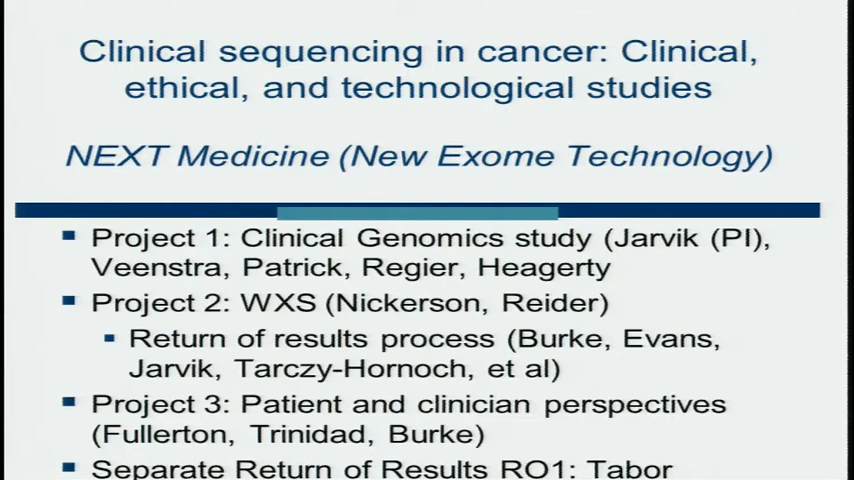 Clinical sequencing in cancer: Clinical,
ethical, and technological studies
NEXT Medicine (New Exome Technology)
Project 1: Clinical Genomics study (Jarvik (PI),
Veenstra, Patrick, Regier, Heagerty
Project 2: WXS (Nickerson, Reider)
Return of results process (Burke, Evans,
Jarvik, Tarczy-Hornoch, et al)
Project 3: Patient and clinician perspectives
(Fullerton, Trinidad, Burke)
Separate Return of Results RO1: Tabor